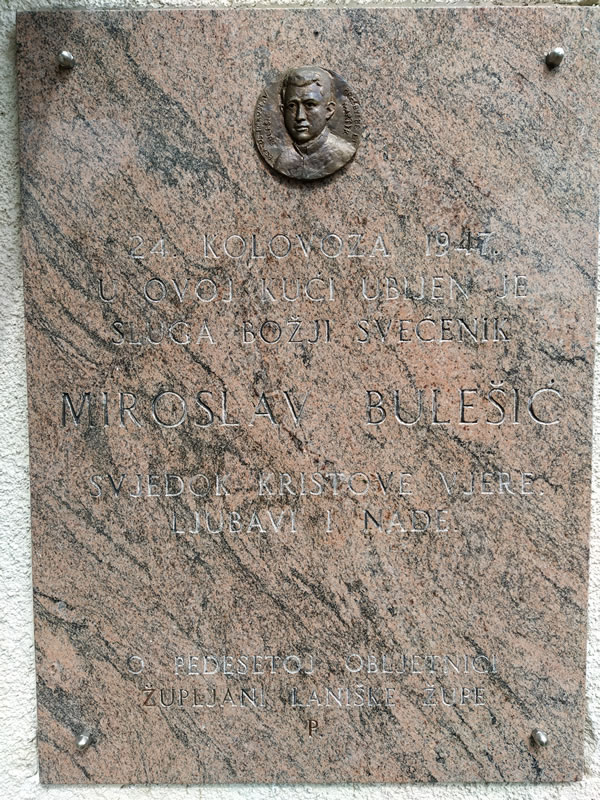 24. KOLOVOZA 1947.
U OVOJ KUĆI UBIJEN JE
SLUGA BOŽJI SVEĆENIK
MIROSLAV BULEŠIĆ
SVJEDOK KRISTOVE VJERE,
LJUBAVI I NADE.
O PEDESETOJ OBLJETNICI
ŽUPLJANI LANIŠKE ŽUPE
P